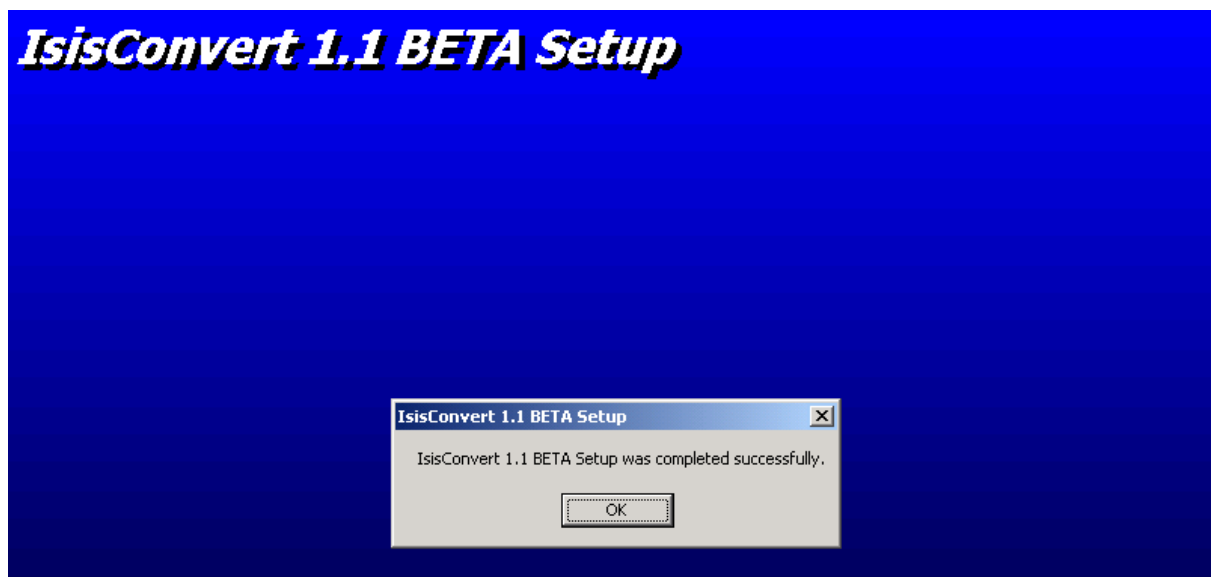 IsisConvert 1.1 BETA Setup
IsisConvert 1.1 BETA Setup
IsisConvert 1.1 BETA Setup was completed successfully.
OK